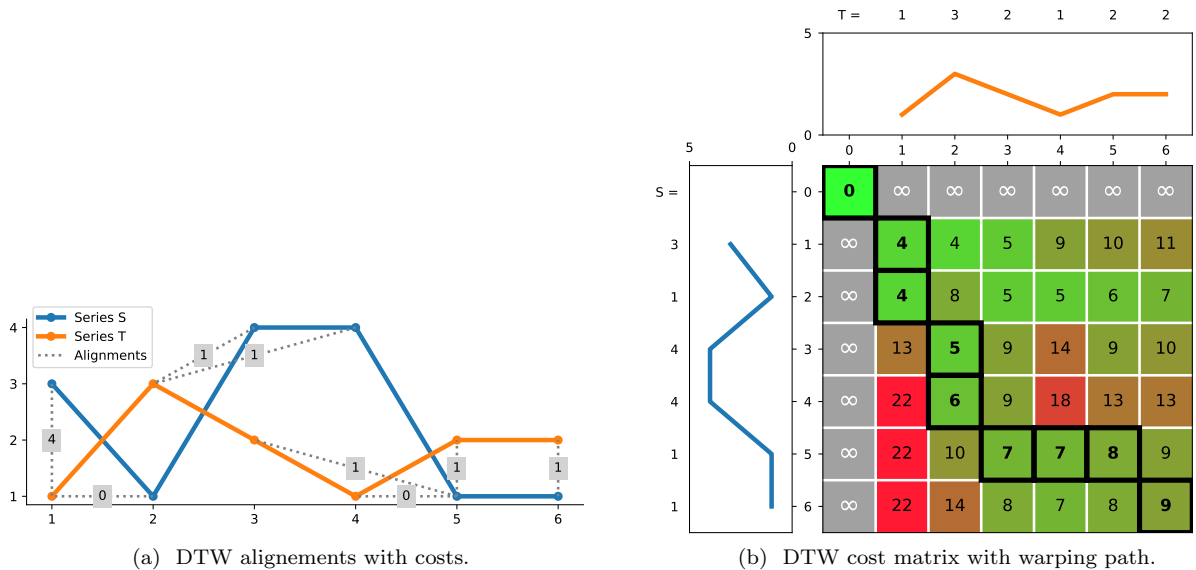 T = 1 3 2 1 2 2
5
0
0 1 2 3 4 5 6
5 0
S =
3
1
4
4
1
1
0 0 ∞ ∞ ∞ ∞ ∞ ∞
1 ∞ 4 4 5 9 10 11
2 ∞ 4 8 5 5 6 7
3 ∞ 13 5 9 14 9 10
4 ∞ 22 6 9 18 13 13
5 ∞ 22 10 7 7 8 9
6 ∞ 22 14 8 7 8 9
Series S
Series T
Alignments
4
3
2
1
1 2 3 4 5 6
1
1
4
1
1
1
0
0
(a) DTW alignements with costs.
(b) DTW cost matrix with warping path.